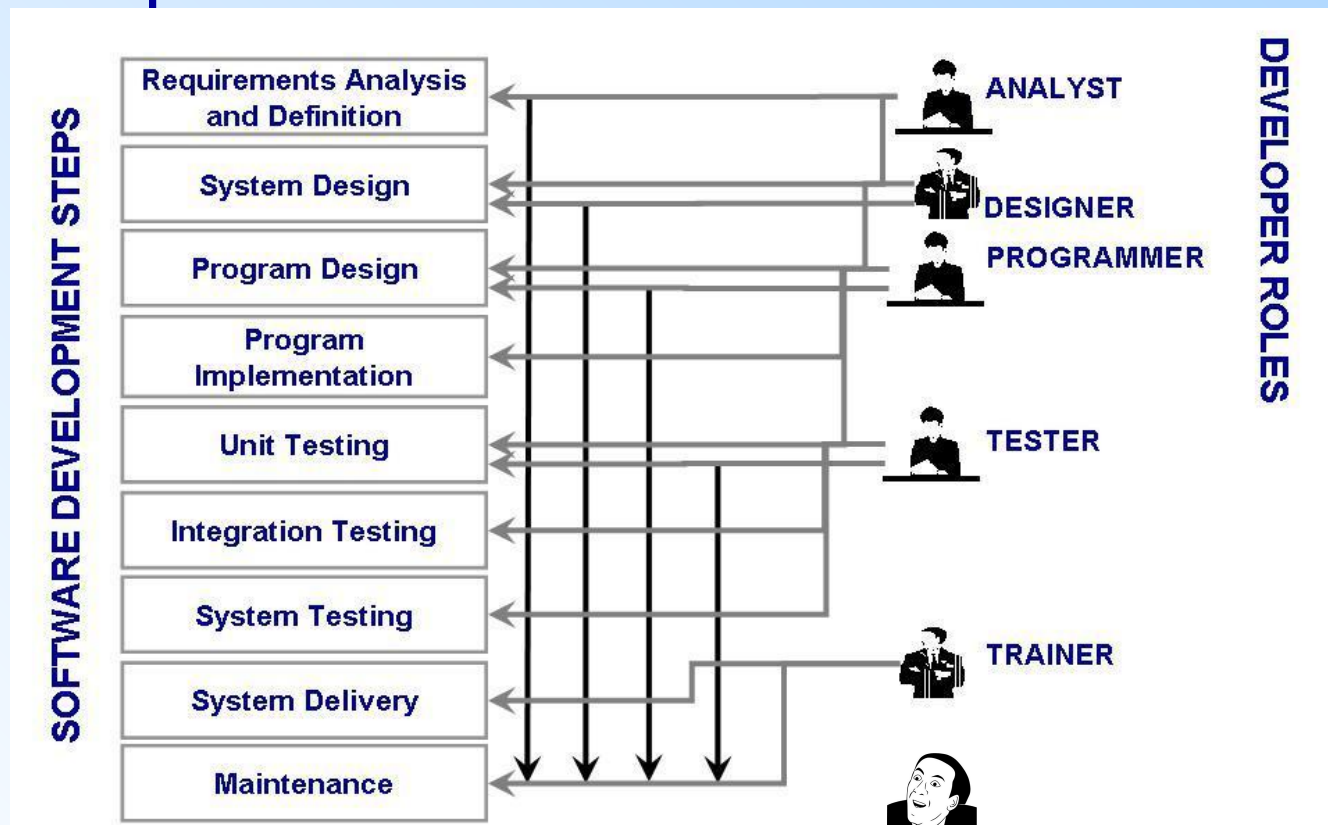 SOFTWARE DEVELOPMENT STEPS
Requirements Analysis
and Definition
System Design
Program Design
Program
Implementation
Unit Testing
Integration Testing
System Testing
System Delivery
Maintenance
ANALYST
DESIGNER
PROGRAMMER
TESTER
TRAINER
DEVELOPER ROLES